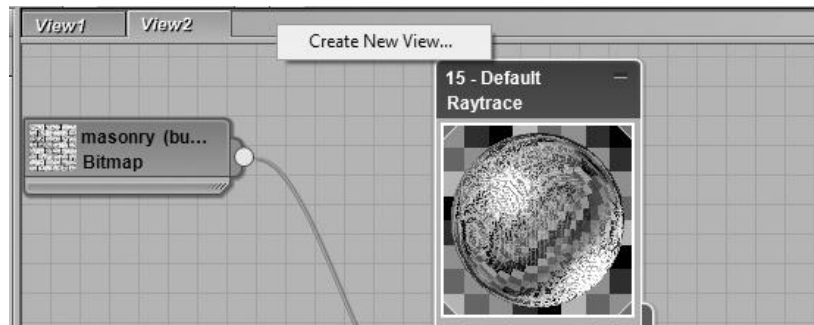 View1
View2
Create New View...
15 - Default
Raytrace
masonry (bu...
Bitmap